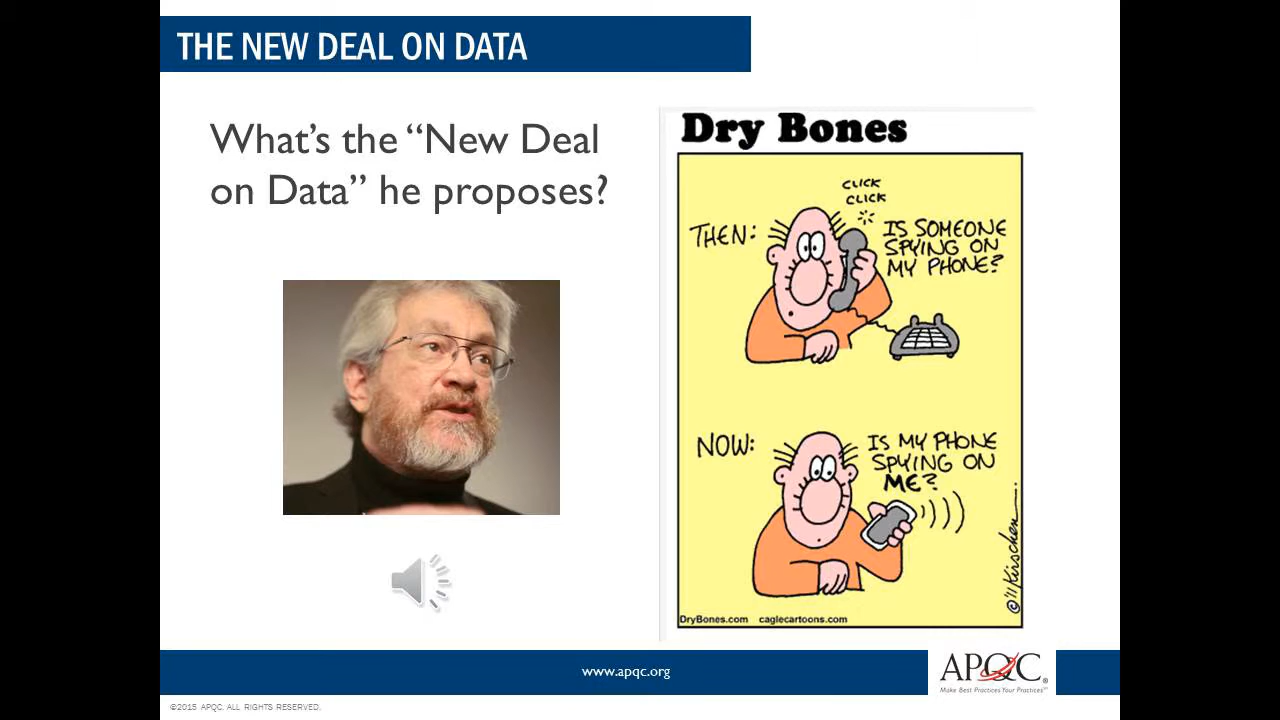 THE NEW DEAL ON DATA
What’s the “New Deal
on Data” he proposes?
Dry Bones
CLICK
CLICK
THEN:
IS SOMEONE
SPYING ON
MY PHONE?
NOW:
IS MY PHONE
SPYING ON
ME?
©'11 Kirschen
DryBones.com caglecartoons.com
www.apqc.org
APQC®
Make Best Practices Your Practices℠
©2015 APQC. ALL RIGHTS RESERVED.